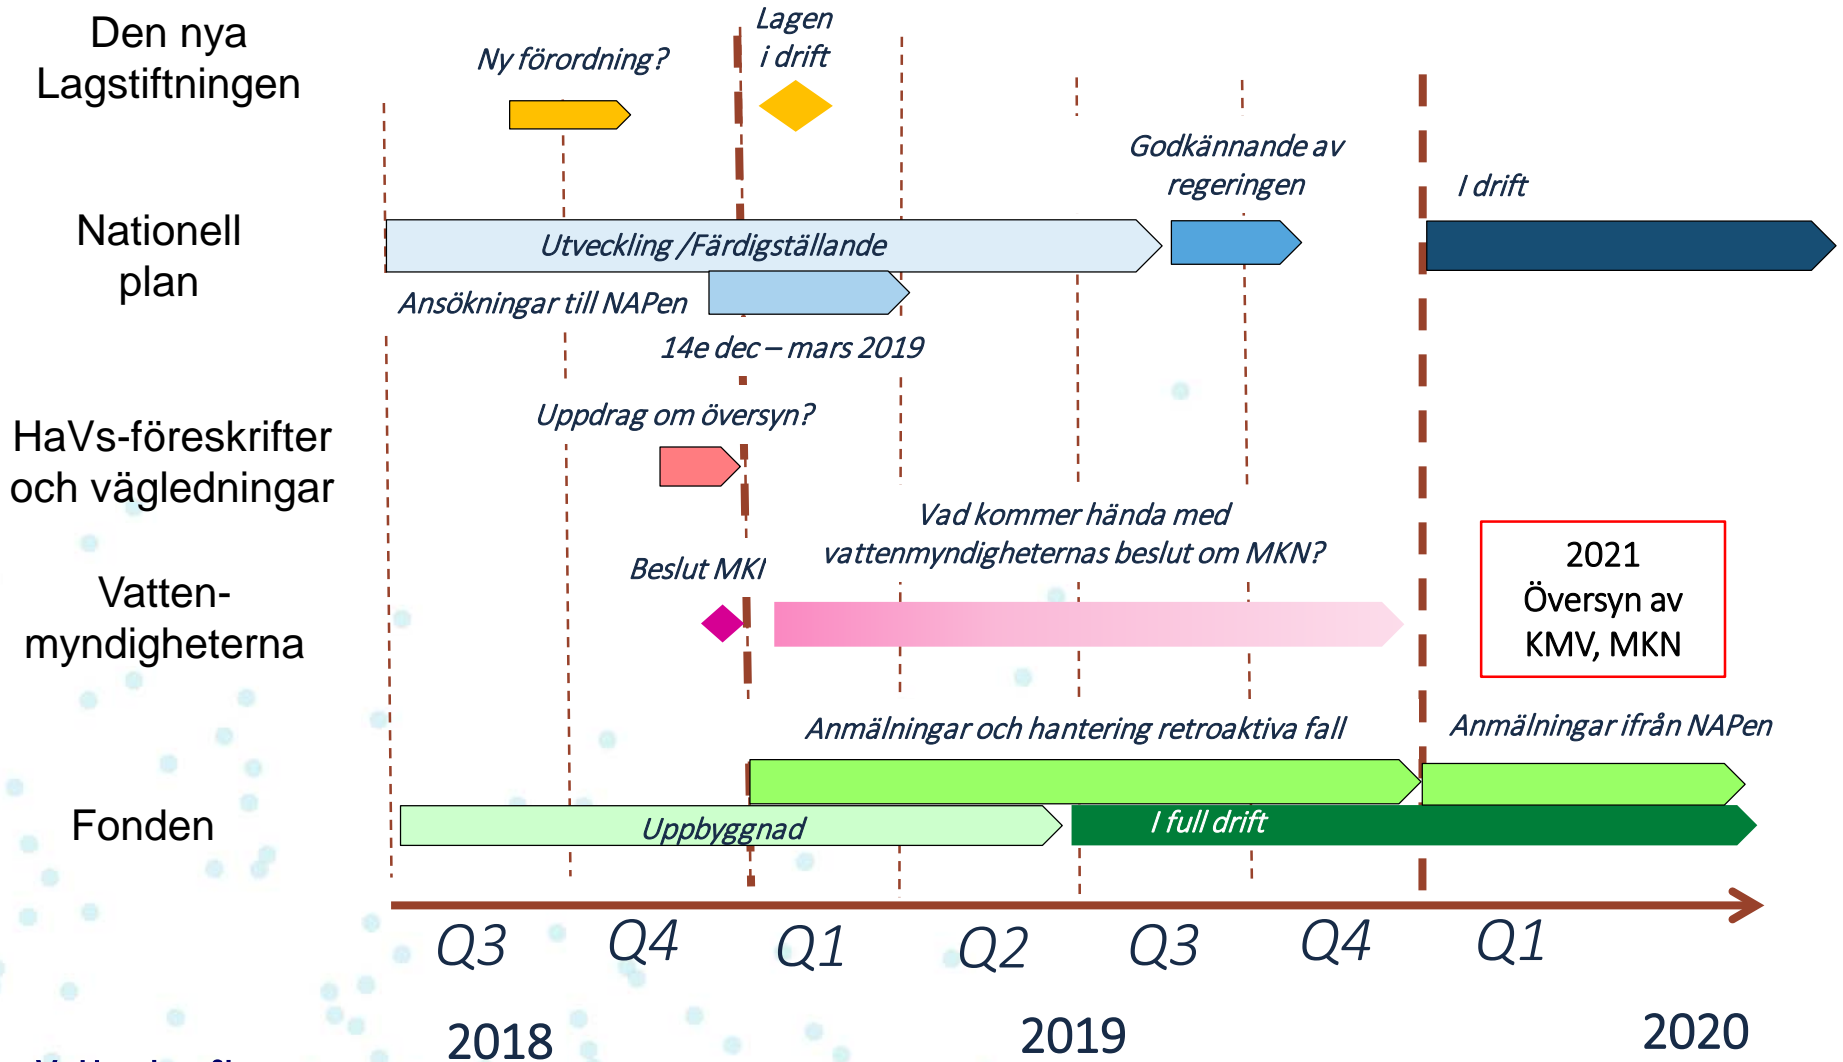 Den nya
Lagstiftningen
Ny förordning?
Lagen
i drift
Nationell
plan
Utveckling /Färdigställande
Godkännande av
regeringen
I drift
Ansökningar till NAPen
14e dec – mars 2019
HaVs-föreskrifter
och vägledningar
Uppdrag om översyn?
Vatten-
myndigheterna
Beslut MKI
Vad kommer hända med
vattenmyndigheternas beslut om MKN?
2021
Översyn av
KMV, MKN
Fonden
Anmälningar och hantering retroaktiva fall
Anmälningar ifrån NAPen
Uppbyggnad
I full drift
Q3 Q4 Q1 Q2 Q3 Q4 Q1
2018 2019 2020